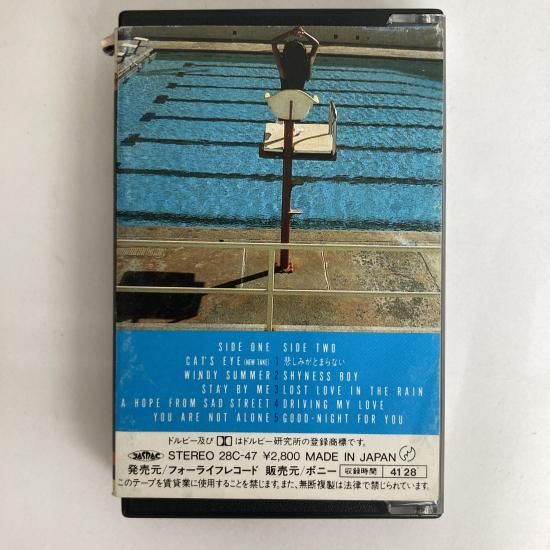 SIDE ONE SIDE TWO
CAT'S EYE (NEW TAKE) 1 悲しみがとまらない
WINDY SUMMER 2 SHYNESS BOY
STAY BY ME 3 LOST LOVE IN THE RAIN
A HOPE FROM SAD STREET 4 DRIVING MY LOVE
YOU ARE NOT ALONE 5 GOOD-NIGHT FOR YOU
ドルビー及び はドルビー研究所の登録商標です。
JASRAC STEREO 28C-47 ¥2,800 MADE IN JAPAN
発売元/フォーライフレコード 販売元/ポニー 収録時間 4128
このテープを賃貸業に使用することを禁じます。また、無断複製は法律で禁じられています。